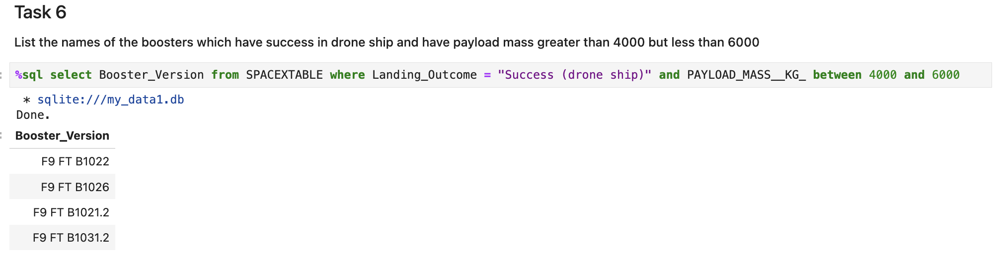 Task 6
List the names of the boosters which have success in drone ship and have payload mass greater than 4000 but less than 6000
%sql select Booster_Version from SPACEXTABLE where Landing_Outcome = "Success (drone ship)" and PAYLOAD_MASS__KG_ between 4000 and 6000
* sqlite:///my_data1.db
Done.
Booster_Version
F9 FT B1022
F9 FT B1026
F9 FT B1021.2
F9 FT B1031.2